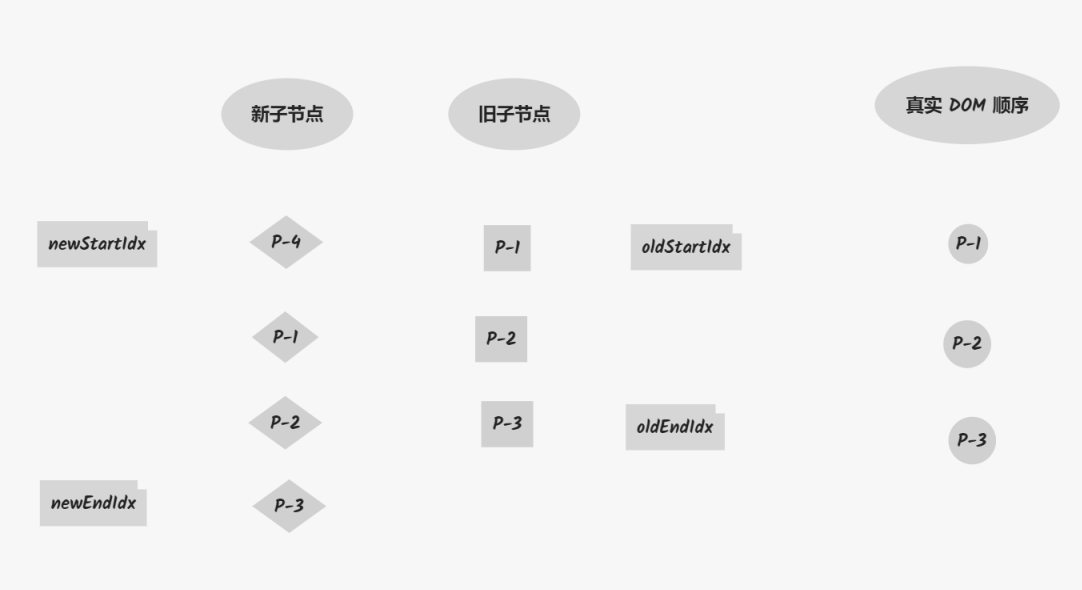 新子节点
旧子节点
真实 DOM 顺序
newStartIdx
P-4
P-1
oldStartIdx
P-1
P-1
P-2
P-2
P-2
P-3
oldEndIdx
P-3
newEndIdx
P-3